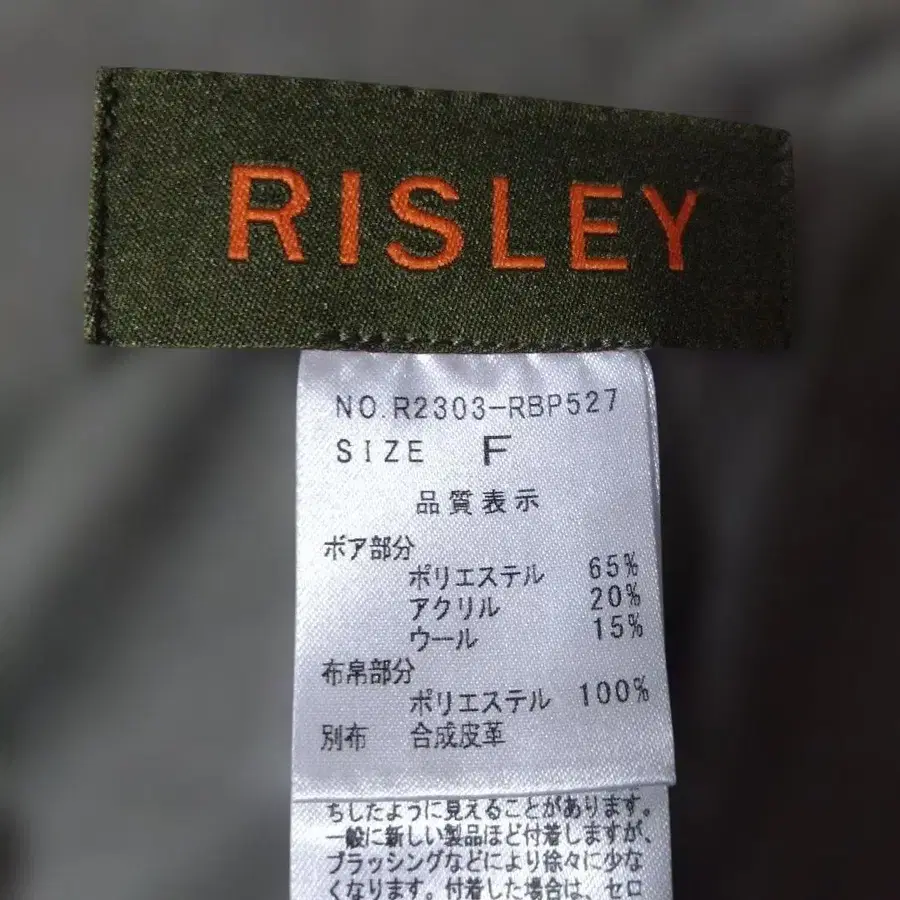 RISLEY
NO.R2303-RBP527
SIZE F
品質表示
ボア部分
ポリエステル 65%
アクリル 20%
ウール 15%
布帛部分
ポリエステル 100%
別布 合成皮革
ちしたように見えることがあります。
一般に新しい製品ほど付着しますが、
ブラッシングなどにより徐々に少な
くなります。付着した場合は、セロ